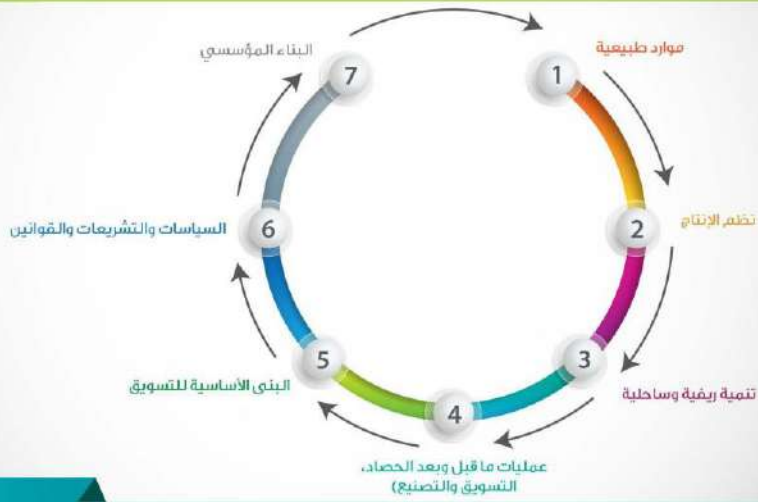 موارد طبيعية
1
نظم الإنتاج
2
تنمية ريفية وساحلية
3
عمليات ما قبل وبعد الحصاد،
التسويق والتصنيع)
4
البنى الأساسية للتسويق
5
السياسات والتشريعات والقوانين
6
البناء المؤسسي
7